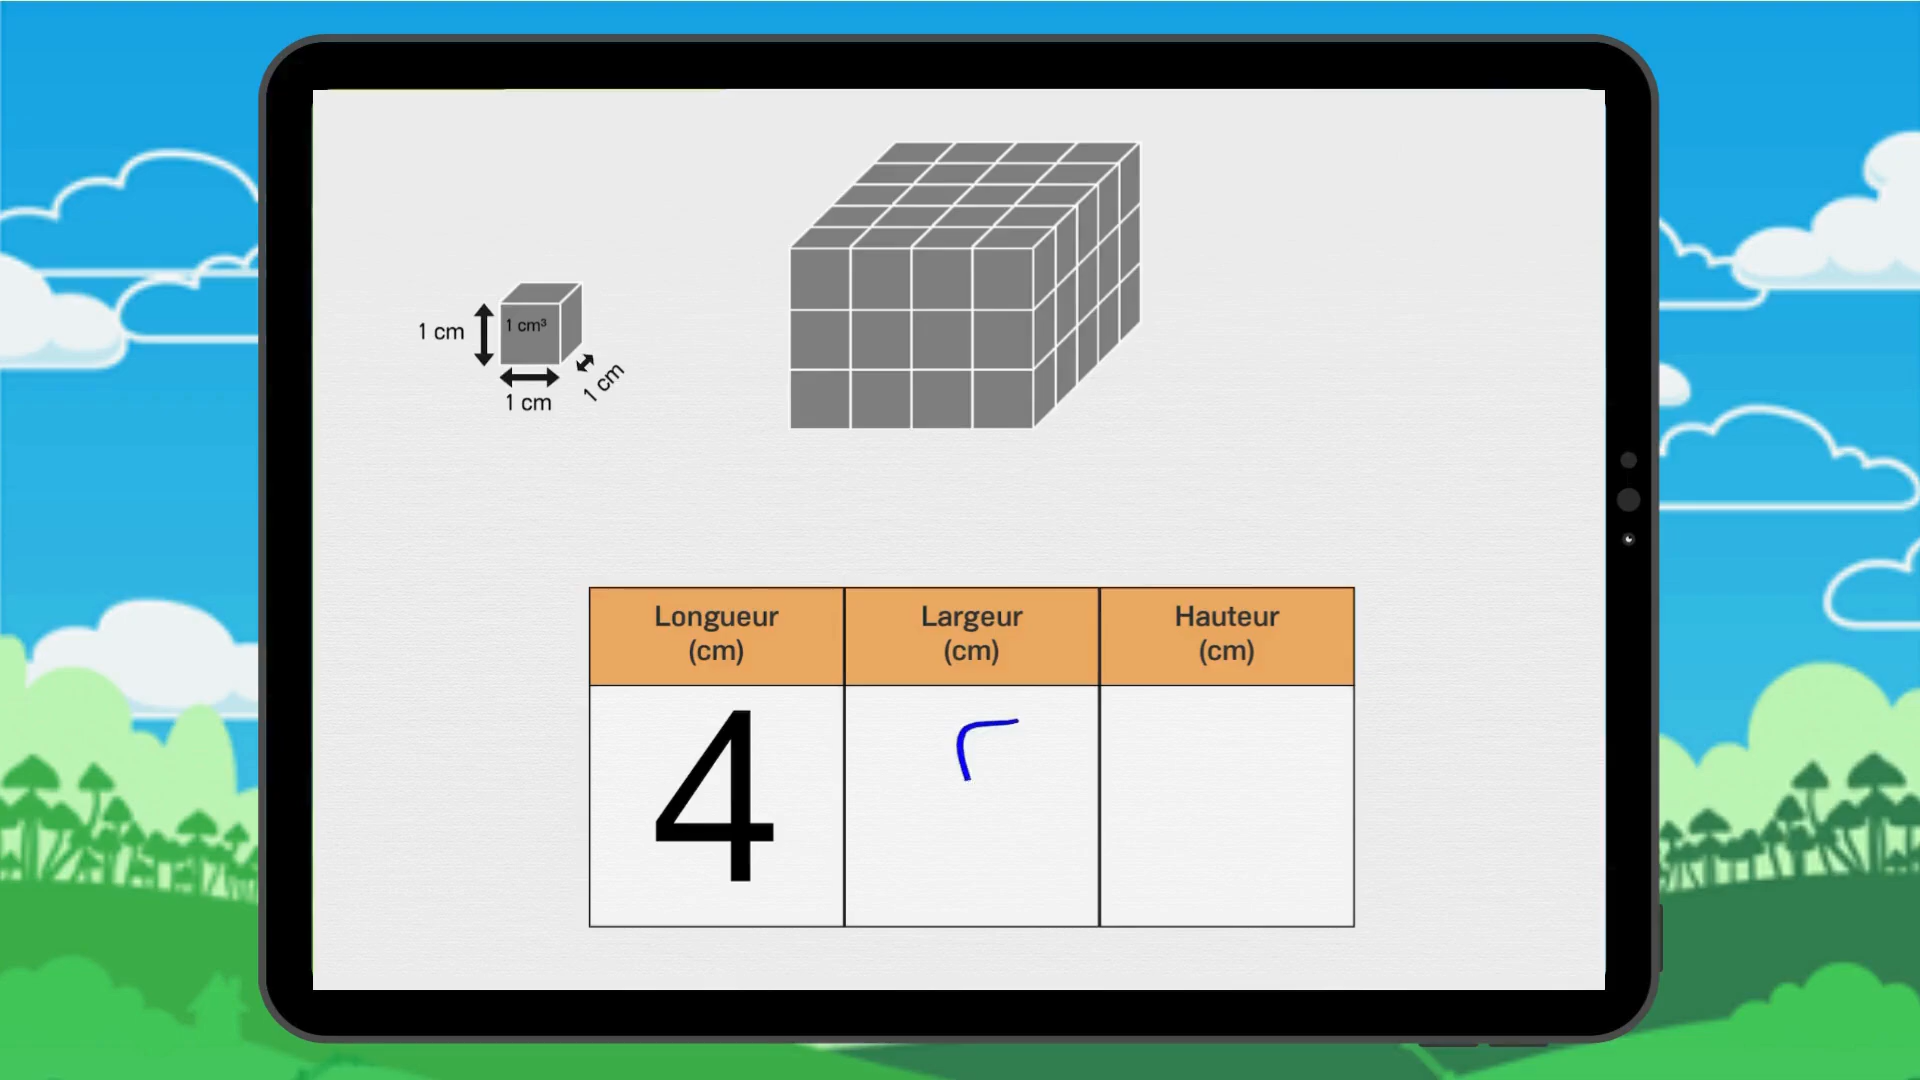 1 cm
1 cm³
1 cm
1 cm
Longueur
(cm)
Largeur
(cm)
Hauteur
(cm)
4